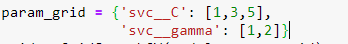 param_grid = {'svc__C': [1,3,5],
'svc__gamma': [1,2]}